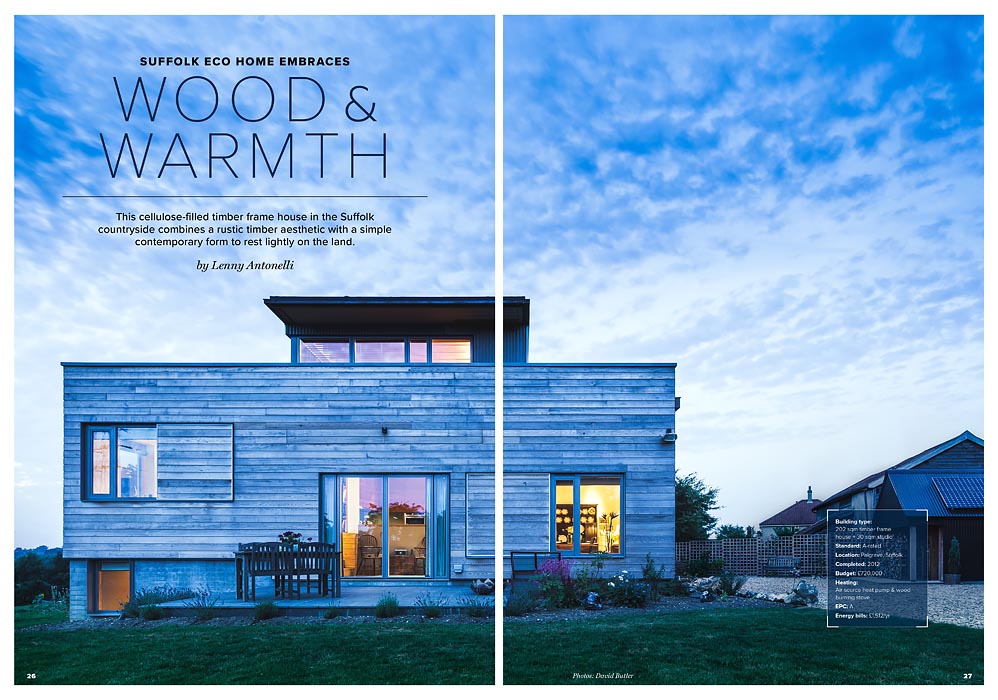 SUFFOLK ECO HOME EMBRACES
WOOD &
WARMTH
This cellulose-filled timber frame house in the Suffolk
countryside combines a rustic timber aesthetic with a simple
contemporary form to rest lightly on the land.
by Lenny Antonelli
Building type:
202 sqm timber frame
house + 30 sqm studio
Standard: A-rated
Location: Palgrave, Suffolk
Completed: 2012
Budget: £720,000
Heating:
Air source heat pump & wood
burning stove
EPC: A
Energy bills: £1,512/yr
26
Photos: David Butler
27